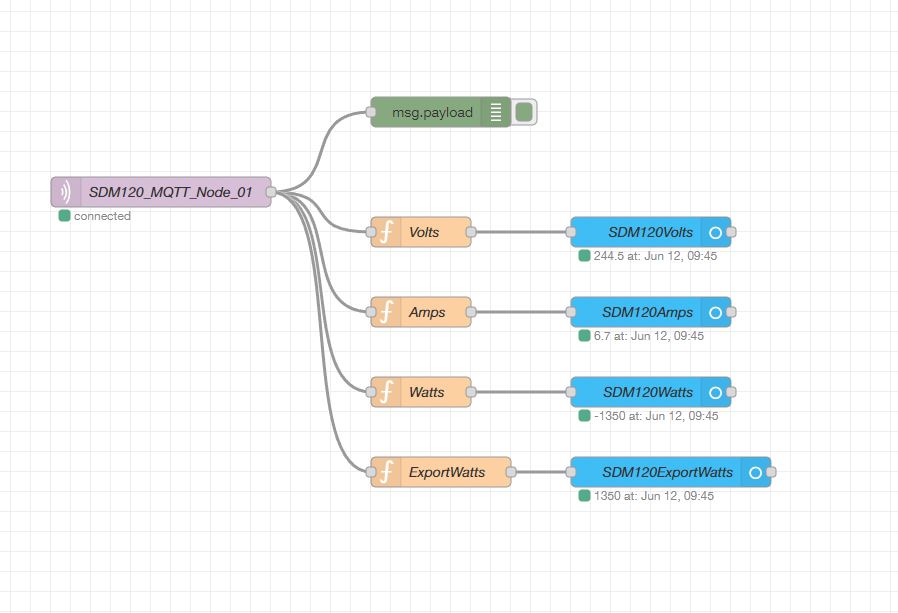 msg.payload
SDM120_MQTT_Node_01
connected
Volts
SDM120Volts
244.5 at: Jun 12, 09:45
Amps
SDM120Amps
6.7 at: Jun 12, 09:45
Watts
SDM120Watts
-1350 at: Jun 12, 09:45
ExportWatts
SDM120ExportWatts
1350 at: Jun 12, 09:45